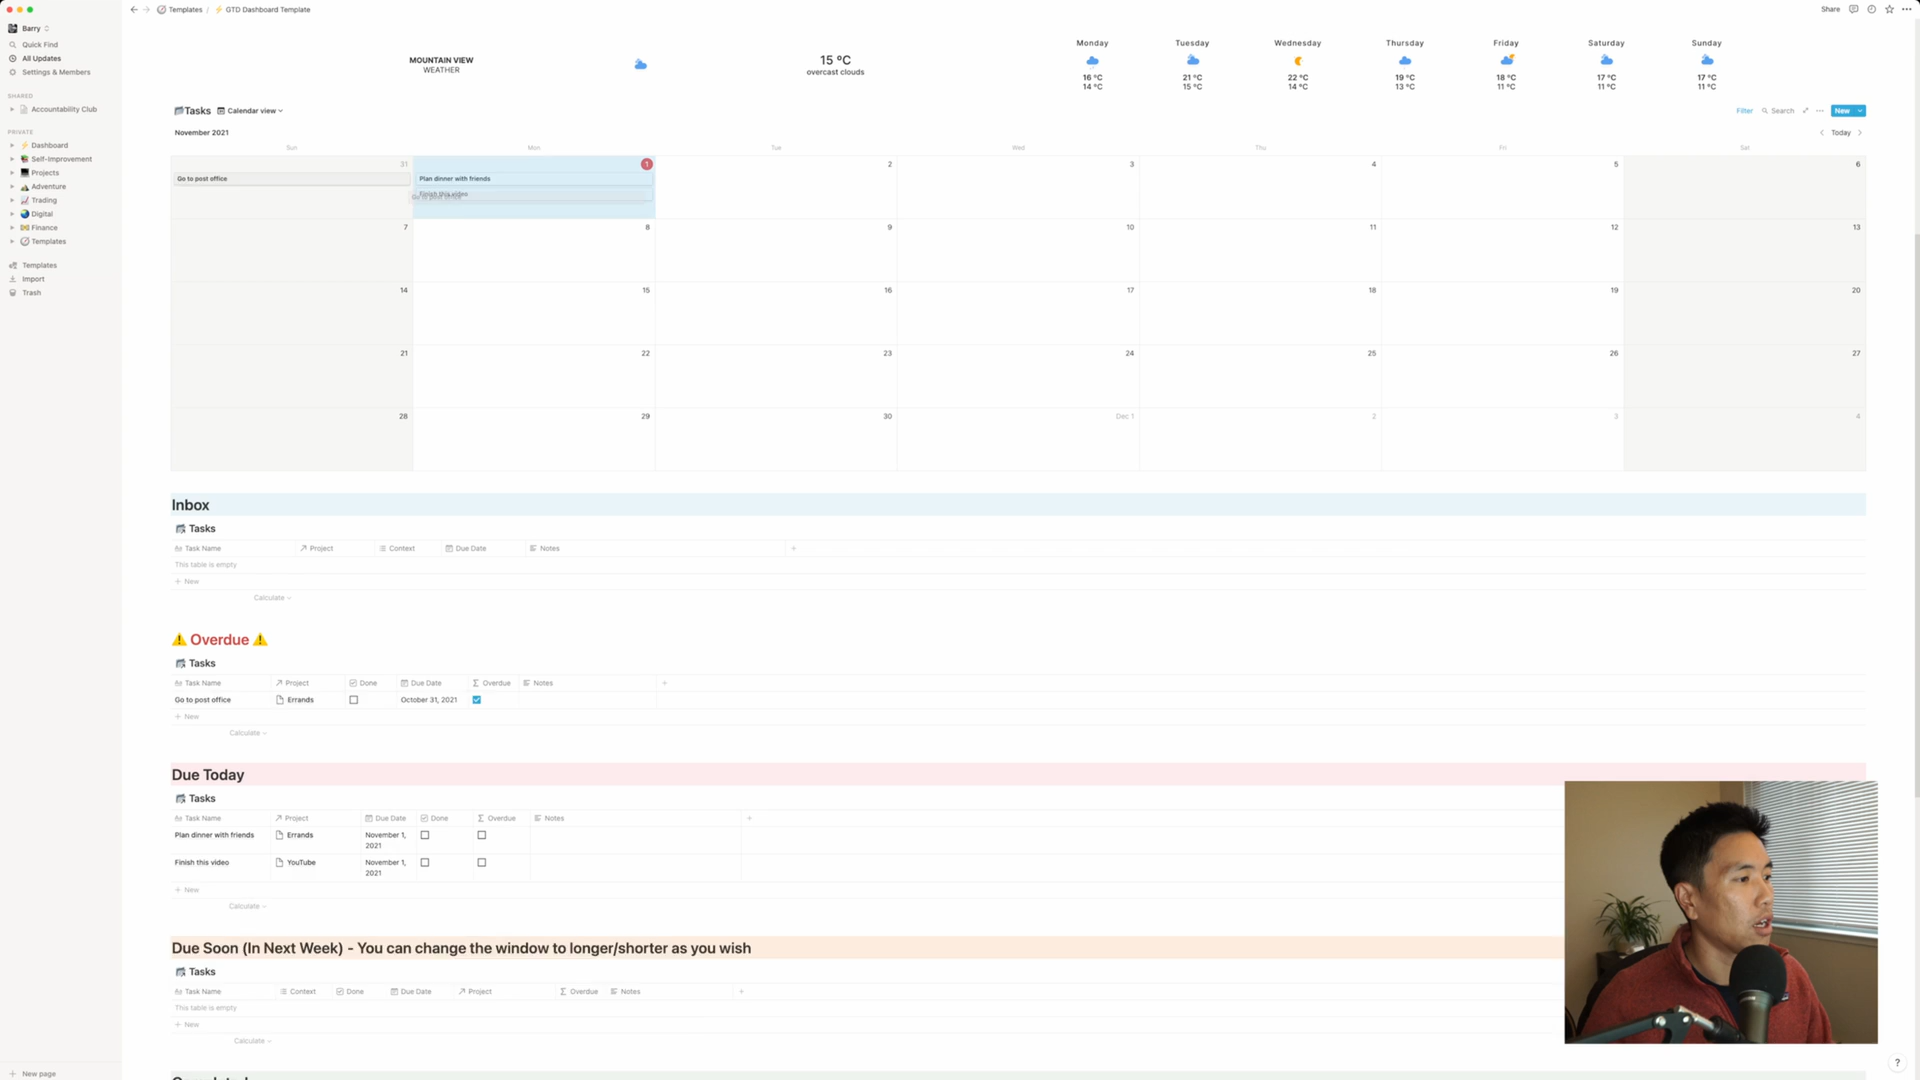 Templates / ⚡ GTD Dashboard Template
Share
Barry
Quick Find
All Updates
Settings & Members
SHARED
Accountability Club
PRIVATE
Dashboard
Self-Improvement
Projects
Adventure
Trading
Digital
Finance
Templates
Templates
Import
Trash
New page
MOUNTAIN VIEW
WEATHER
15 °C
overcast clouds
Monday Tuesday Wednesday Thursday Friday Saturday Sunday
16 °C 21 °C 22 °C 19 °C 18 °C 17 °C 17 °C
14 °C 15 °C 14 °C 13 °C 11 °C 11 °C 11 °C
Tasks Calendar view
Filter Search New
November 2021
Today
Sun Mon Tue Wed Thu Fri Sat
31 1 2 3 4 5 6
Go to post office Plan dinner with friends
Finish this video
Go to post office
7 8 9 10 11 12 13
14 15 16 17 18 19 20
21 22 23 24 25 26 27
28 29 30 Dec 1 2 3 4
Inbox
Tasks
Aa Task Name Project Context Due Date Notes +
This table is empty
+ New
Calculate
⚠️ Overdue ⚠️
Tasks
Aa Task Name Project Done Due Date Σ Overdue Notes +
Go to post office Errands October 31, 2021
+ New
Calculate
Due Today
Tasks
Aa Task Name Project Due Date Done Σ Overdue Notes +
Plan dinner with friends Errands November 1,
2021
Finish this video YouTube November 1,
2021
+ New
Calculate
Due Soon (In Next Week) - You can change the window to longer/shorter as you wish
Tasks
Aa Task Name Context Done Due Date Project Σ Overdue Notes +
This table is empty
+ New
Calculate
?